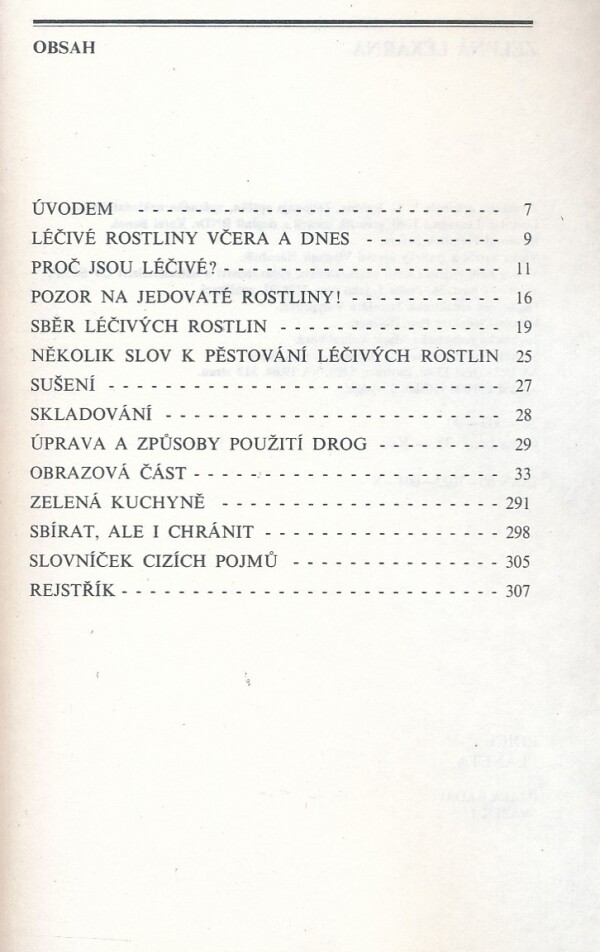 OBSAH
ÚVODEM - - - - - - - - - - - - - - - - - - - - - - - - - - 7
LÉČIVÉ ROSTLINY VČERA A DNES - - - - - - - - - - 9
PROČ JSOU LÉČIVÉ? - - - - - - - - - - - - - - - - - - - - 11
POZOR NA JEDOVATÉ ROSTLINY! - - - - - - - - - - - 16
SBĚR LÉČIVÝCH ROSTLIN - - - - - - - - - - - - - - - - 19
NĚKOLIK SLOV K PĚSTOVÁNÍ LÉČIVÝCH ROSTLIN 25
SUŠENÍ - - - - - - - - - - - - - - - - - - - - - - - - - - - - 27
SKLADOVÁNÍ - - - - - - - - - - - - - - - - - - - - - - - - 28
ÚPRAVA A ZPŮSOBY POUŽITÍ DROG - - - - - - - - - 29
OBRAZOVÁ ČÁST - - - - - - - - - - - - - - - - - - - - - - 33
ZELENÁ KUCHYNĚ - - - - - - - - - - - - - - - - - - - - 291
SBÍRAT, ALE I CHRÁNIT - - - - - - - - - - - - - - - - - 298
SLOVNÍČEK CIZÍCH POJMŮ - - - - - - - - - - - - - - - 305
REJSTŘÍK - - - - - - - - - - - - - - - - - - - - - - - - - - - 307